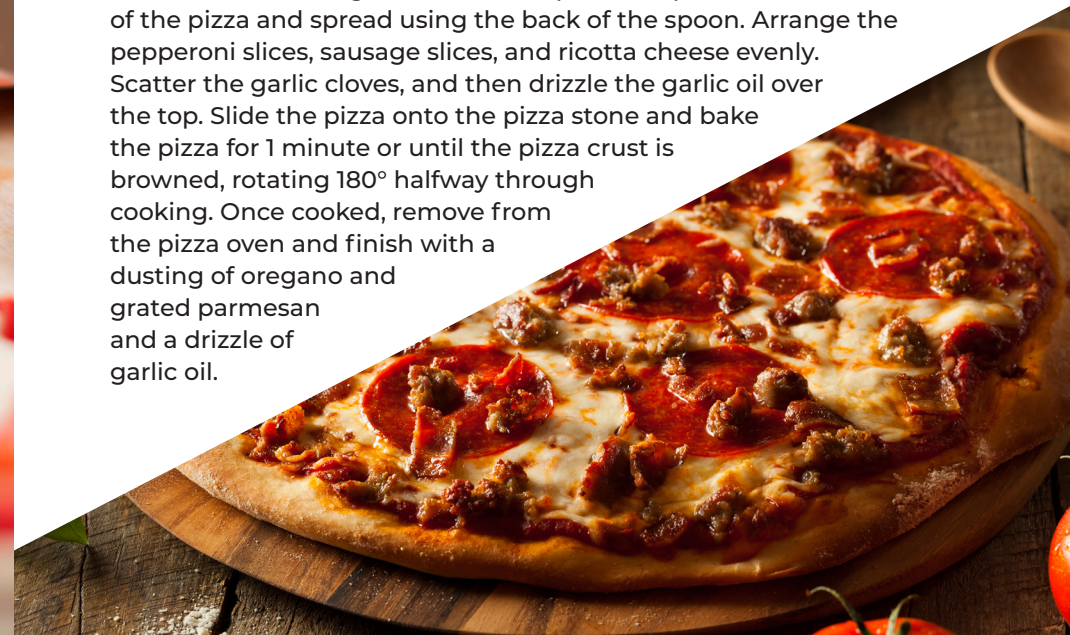 of the pizza and spread using the back of the spoon. Arrange the
pepperoni slices, sausage slices, and ricotta cheese evenly.
Scatter the garlic cloves, and then drizzle the garlic oil over
the top. Slide the pizza onto the pizza stone and bake
the pizza for 1 minute or until the pizza crust is
browned, rotating 180° halfway through
cooking. Once cooked, remove from
the pizza oven and finish with a
dusting of oregano and
grated parmesan
and a drizzle of
garlic oil.